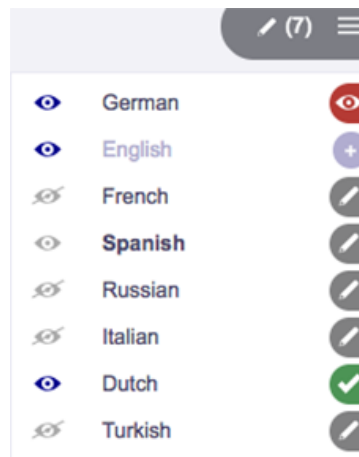 (7)
German
English
French
Spanish
Russian
Italian
Dutch
Turkish